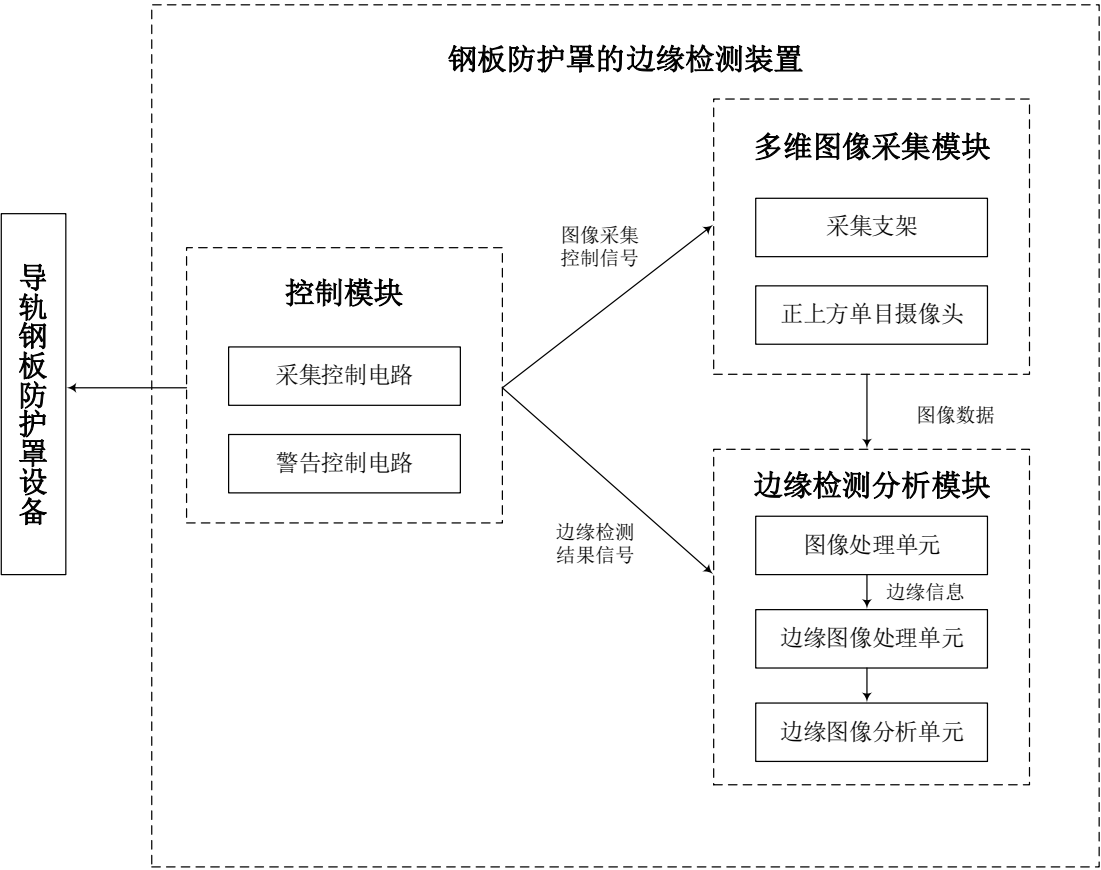 钢板防护罩的边缘检测装置
多维图像采集模块
采集支架
正上方单目摄像头
图像采集
控制信号
控制模块
采集控制电路
警告控制电路
导轨钢板防护罩设备
图像数据
边缘检测分析模块
图像处理单元
边缘信息
边缘图像处理单元
边缘图像分析单元
边缘检测
结果信号